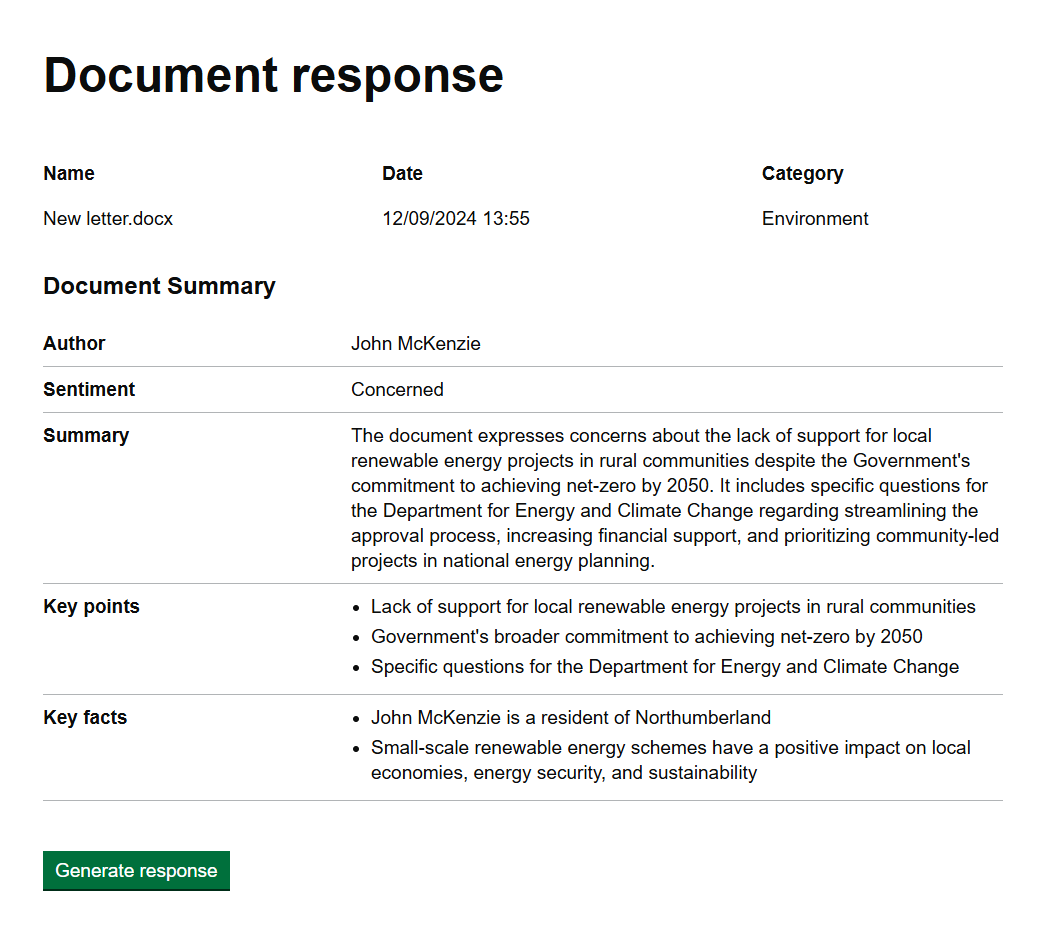 Document response
Name Date Category
New letter.docx 12/09/2024 13:55 Environment
Document Summary
Author John McKenzie
Sentiment Concerned
Summary The document expresses concerns about the lack of support for local
renewable energy projects in rural communities despite the Government's
commitment to achieving net-zero by 2050. It includes specific questions for
the Department for Energy and Climate Change regarding streamlining the
approval process, increasing financial support, and prioritizing community-led
projects in national energy planning.
Key points • Lack of support for local renewable energy projects in rural communities
• Government's broader commitment to achieving net-zero by 2050
• Specific questions for the Department for Energy and Climate Change
Key facts • John McKenzie is a resident of Northumberland
• Small-scale renewable energy schemes have a positive impact on local
economies, energy security, and sustainability
Generate response